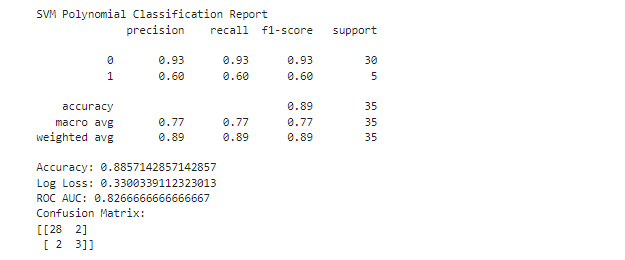 SVM Polynomial Classification Report
              precision    recall  f1-score   support

           0       0.93      0.93      0.93        30
           1       0.60      0.60      0.60         5

    accuracy                           0.89        35
   macro avg       0.77      0.77      0.77        35
weighted avg       0.89      0.89      0.89        35

Accuracy: 0.8857142857142857
Log Loss: 0.3300339112323013
ROC AUC: 0.8266666666666667
Confusion Matrix:
[[28  2]
 [ 2  3]]